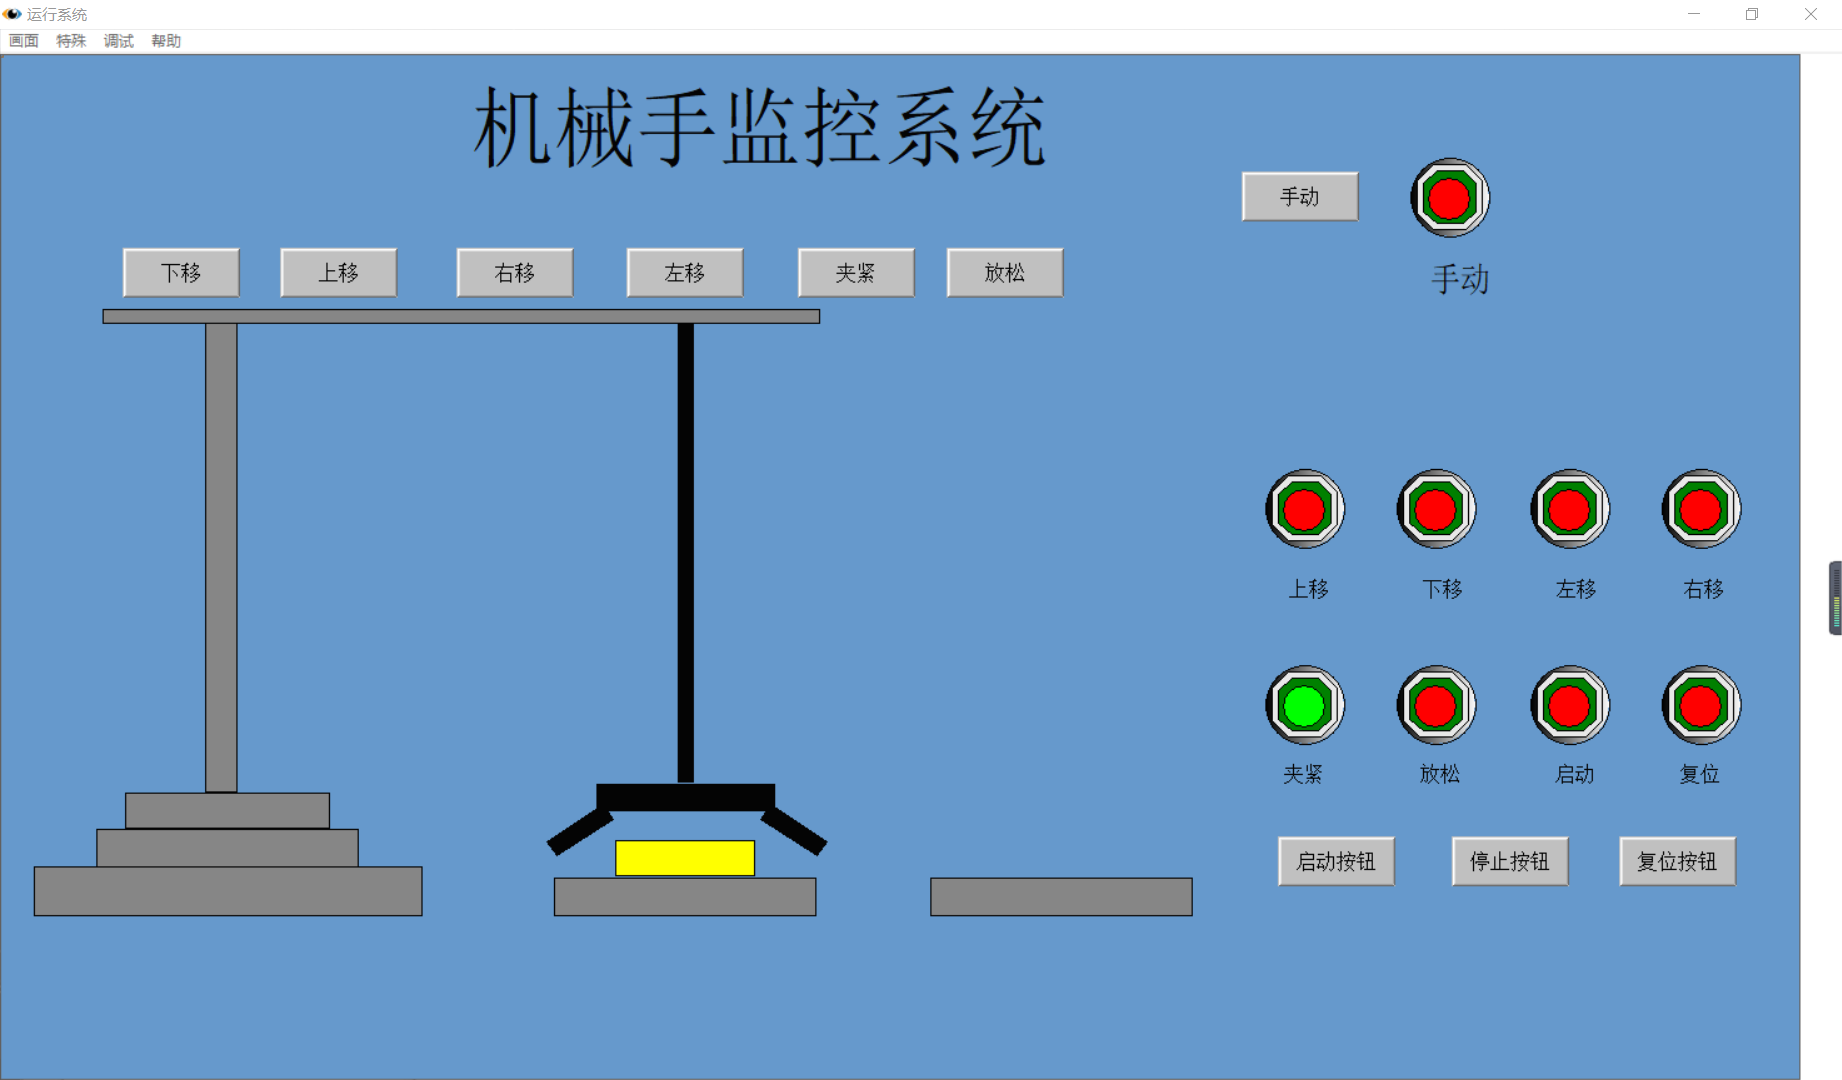 运行系统
画面 特殊 调试 帮助
机械手监控系统
手动
手动
下移 上移 右移 左移 夹紧 放松
上移 下移 左移 右移
夹紧 放松 启动 复位
启动按钮 停止按钮 复位按钮